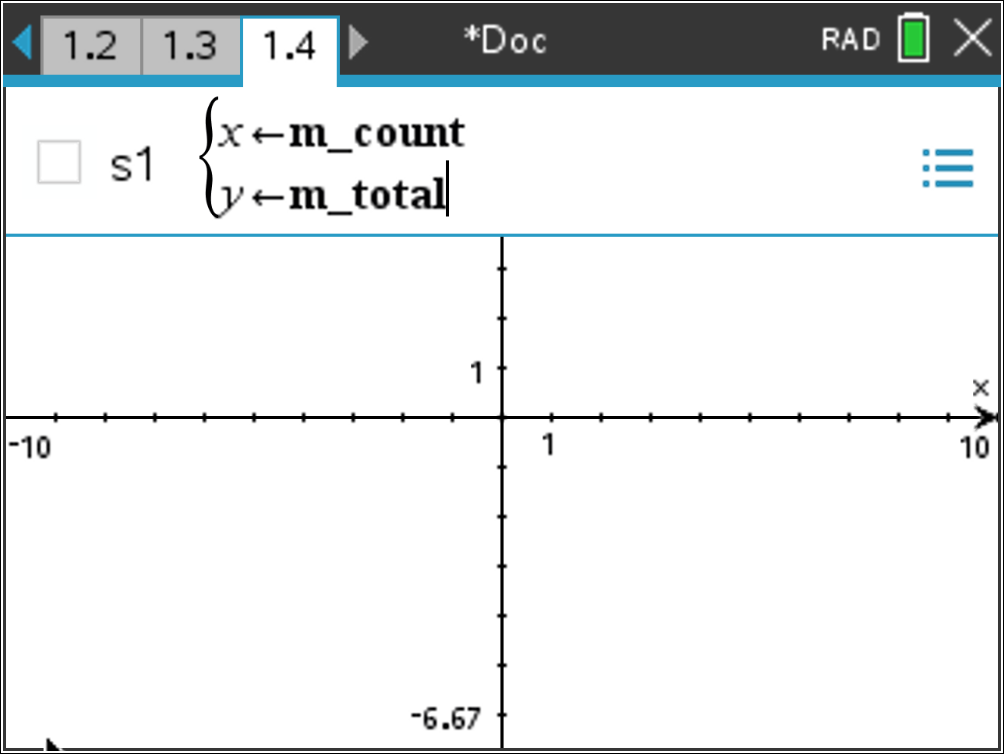 1.2 1.3 1.4 *Doc RAD
s1
x←m_count
y←m_total
1
x
-10 1 10
-6.67